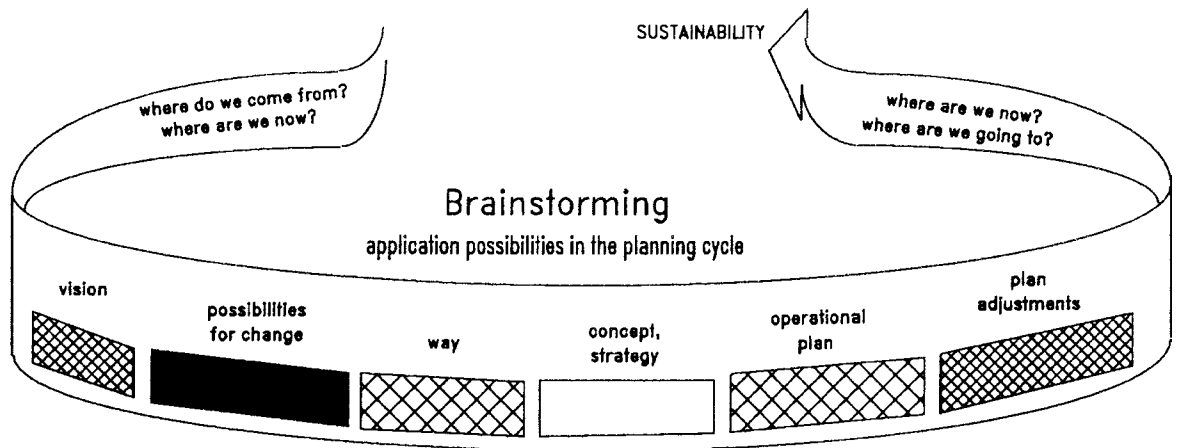 SUSTAINABILITY
where do we come from?
where are we now?
where are we now?
where are we going to?
Brainstorming
application possibilities in the planning cycle
vision
possibilities
for change
way
concept,
strategy
operational
plan
plan
adjustments